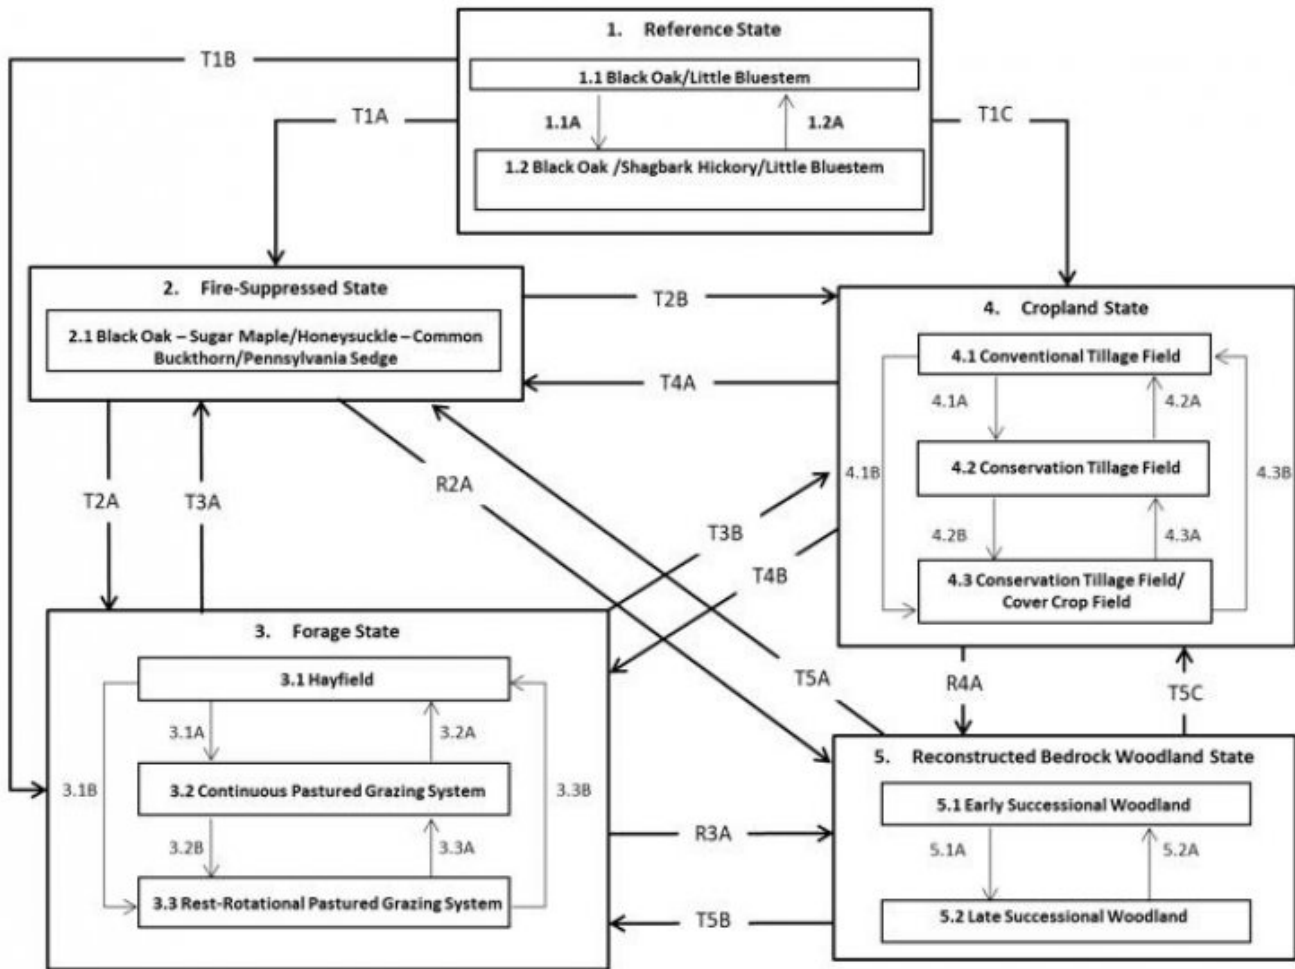 1. Reference State
T1B
1.1 Black Oak/Little Bluestem
T1A
1.1A
1.2A
T1C
1.2 Black Oak /Shagbark Hickory/Little Bluestem
2. Fire-Suppressed State
2.1 Black Oak – Sugar Maple/Honeysuckle – Common
Buckthorn/Pennsylvania Sedge
T2B
T4A
4. Cropland State
4.1 Conventional Tillage Field
4.1A
4.2A
4.2 Conservation Tillage Field
4.1B
4.3B
4.2B
4.3A
4.3 Conservation Tillage Field/
Cover Crop Field
T2A
T3A
R2A
T3B
T4B
3. Forage State
3.1 Hayfield
3.1A
3.2A
3.2 Continuous Pastured Grazing System
3.1B
3.3B
3.2B
3.3A
3.3 Rest-Rotational Pastured Grazing System
T5A
R4A
T5C
R3A
T5B
5. Reconstructed Bedrock Woodland State
5.1 Early Successional Woodland
5.1A
5.2A
5.2 Late Successional Woodland